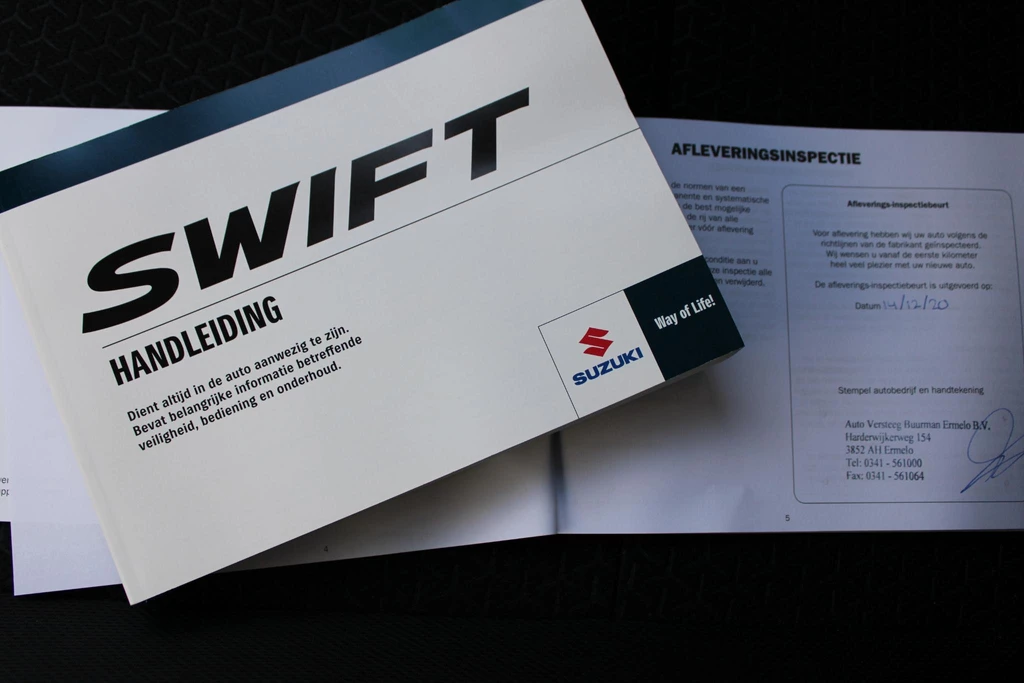 SWIFT
HANDLEIDING
Dient altijd in de auto aanwezig te zijn.
Bevat belangrijke informatie betreffende
veiligheid, bediening en onderhoud.
SUZUKI
Way of Life!
AFLEVERINGSINSPECTIE
de normen van een
en systematische
de best mogelijke
de rij van alle
vóór aflevering
conditie aan u
inspectie alle
verwijderd.
Afleverings-inspectiebeurt
Voor aflevering hebben wij uw auto volgens de
richtlijnen van de fabrikant geïnspecteerd.
Wij wensen u vanaf de eerste kilometer
heel veel plezier met uw nieuwe auto.
De afleverings-inspectiebeurt is uitgevoerd op:
Datum 14/12/20
Stempel autobedrijf en handtekening
Auto Versteeg Buurman Ermelo B.V.
Harderwijkerweg 154
3852 AH Ermelo
Tel: 0341 - 561000
Fax: 0341 - 561064
4
5